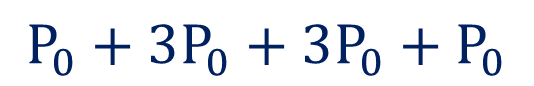 P₀ + 3P₀ + 3P₀ + P₀